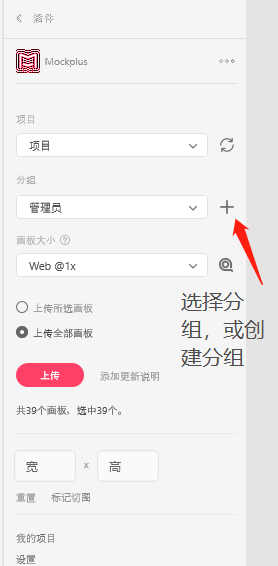 插件
Mockplus
项目
项目
分组
管理员
画板大小
Web @1x
上传所选画板
上传全部画板
选择分
组，或创
建分组
上传 添加更新说明
共39个画板，选中39个。
宽 x 高
重置 标记切图
我的项目
设置